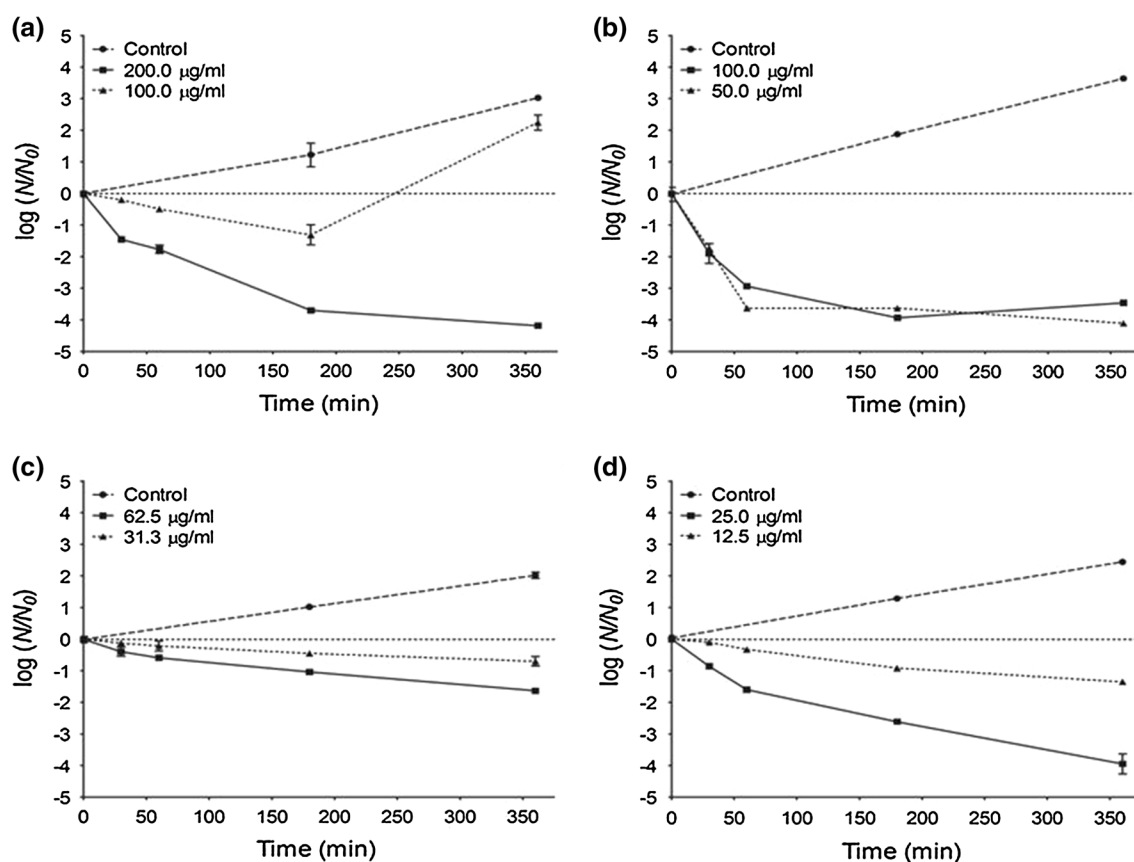 (a)
5
4
3
2
1
0
-1
-2
-3
-4
-5
log (N/N0)
Control
200.0 µg/ml
100.0 µg/ml
0 50 100 150 200 250 300 350
Time (min)
(b)
5
4
3
2
1
0
-1
-2
-3
-4
-5
log (N/N0)
Control
100.0 µg/ml
50.0 µg/ml
0 50 100 150 200 250 300 350
Time (min)
(c)
5
4
3
2
1
0
-1
-2
-3
-4
-5
log (N/N0)
Control
62.5 µg/ml
31.3 µg/ml
0 50 100 150 200 250 300 350
Time (min)
(d)
5
4
3
2
1
0
-1
-2
-3
-4
-5
log (N/N0)
Control
25.0 µg/ml
12.5 µg/ml
0 50 100 150 200 250 300 350
Time (min)